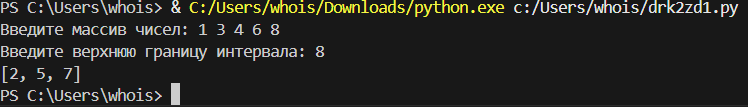 PS C:\Users\whois> & C:/Users/whois/Downloads/python.exe c:/Users/whois/drk2zd1.py
Введите массив чисел: 1 3 4 6 8
Введите верхнюю границу интервала: 8
[2, 5, 7]
PS C:\Users\whois>